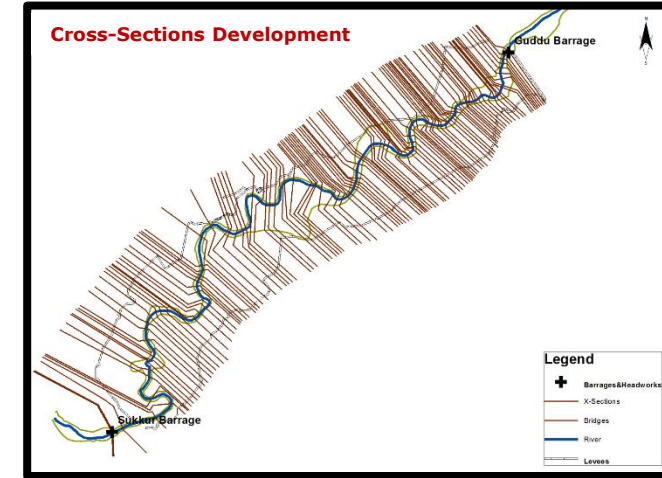 Cross-Sections Development
Guddu Barrage
N
S
Sukkur Barrage
Legend
Barrages&Headworks
X-Sections
Bridges
River
Levees